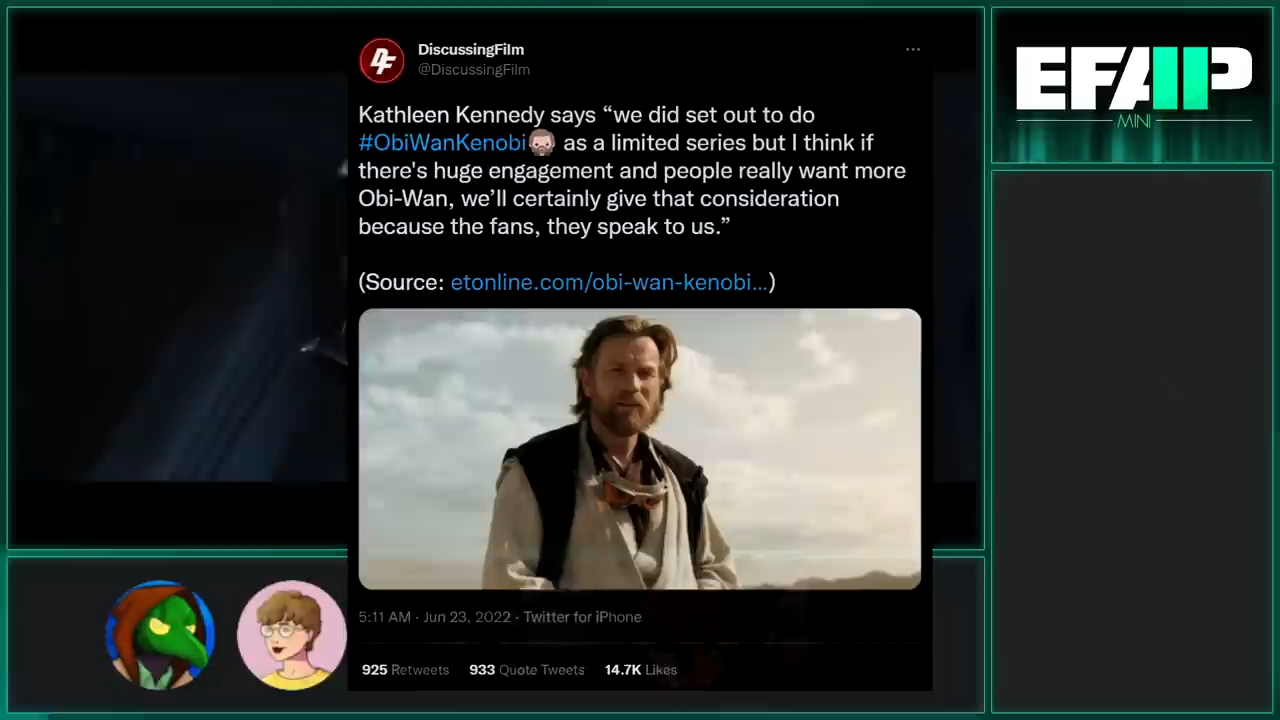 DiscussingFilm
@DiscussingFilm
Kathleen Kennedy says “we did set out to do
#ObiWanKenobi as a limited series but I think if
there's huge engagement and people really want more
Obi-Wan, we’ll certainly give that consideration
because the fans, they speak to us.”
(Source: etonline.com/obi-wan-kenobi...)
5:11 AM · Jun 23, 2022 · Twitter for iPhone
925 Retweets 933 Quote Tweets 14.7K Likes
DF
EFAP
MINI